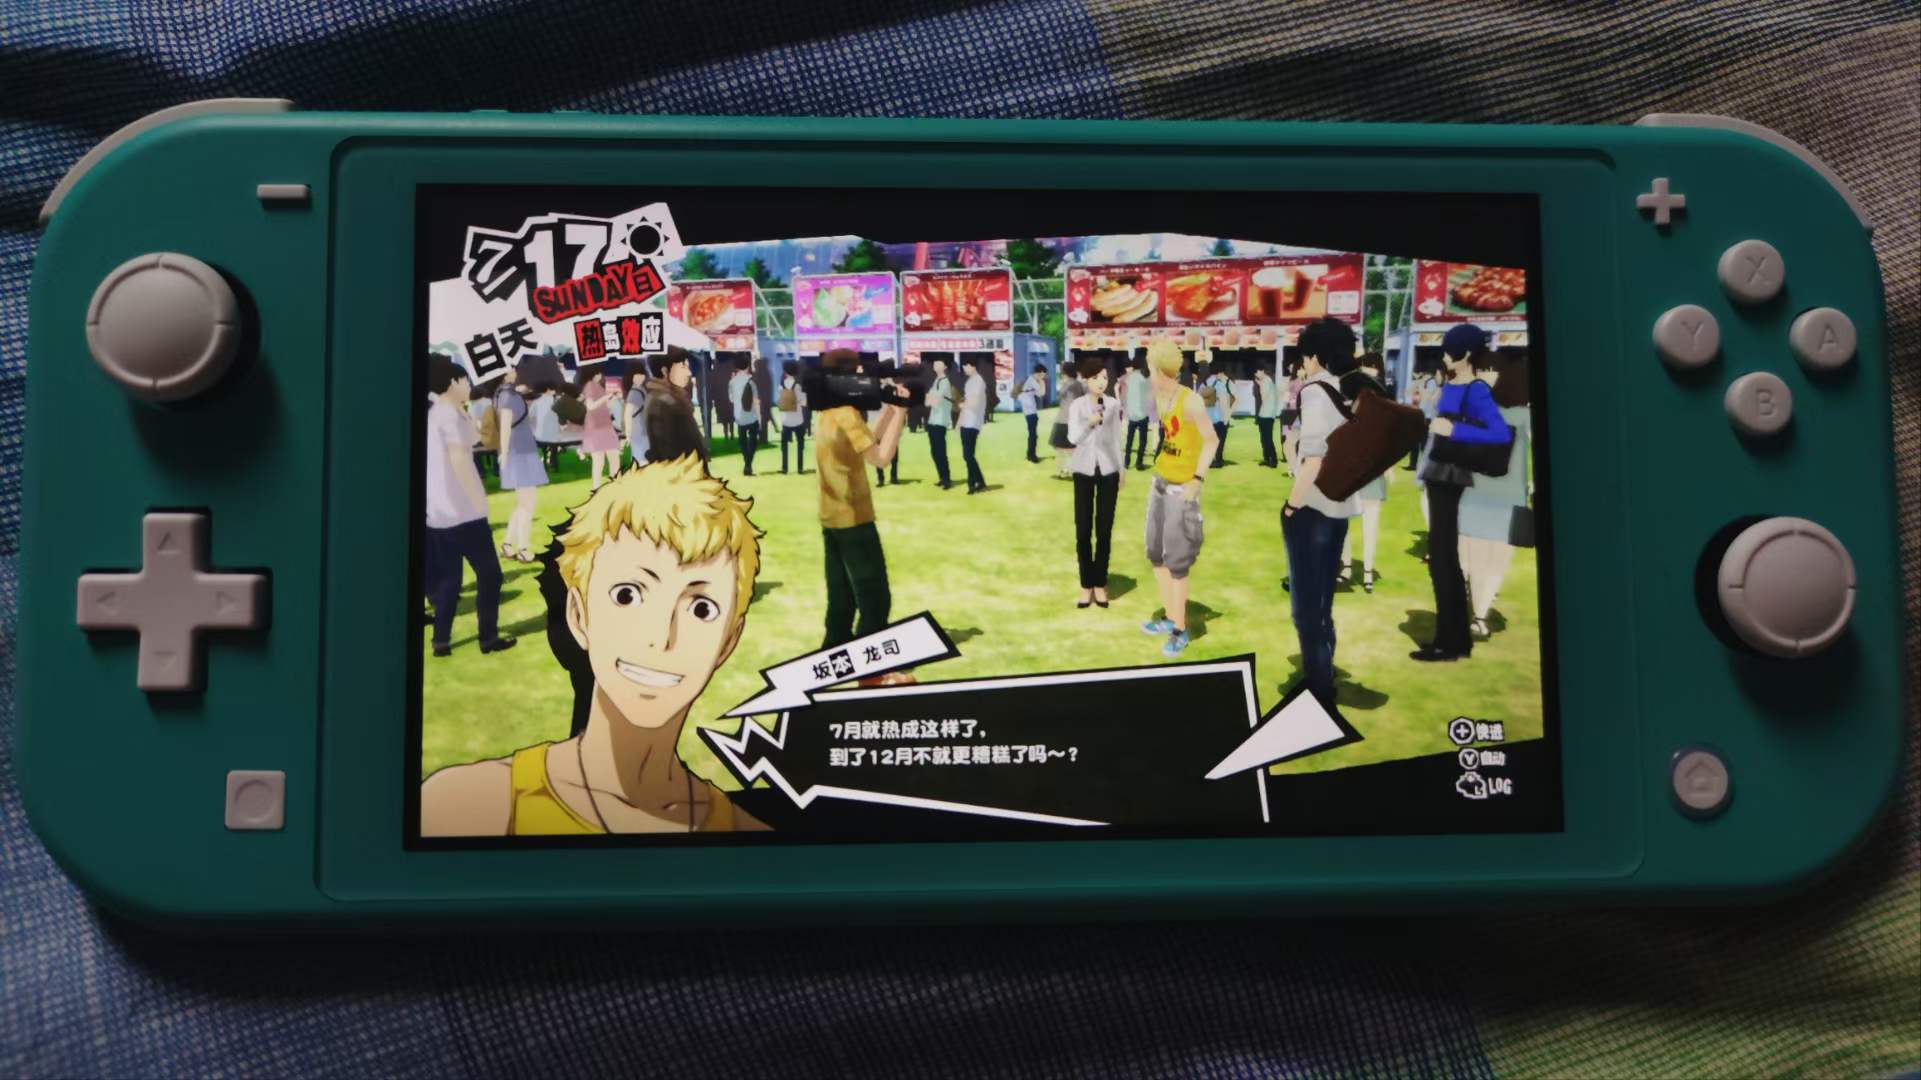 7 17
SUNDAY 日
白天
热岛效应
坂本 龙司
7月就热成这样了，
到了12月不就更糟糕了吗～？
+ 快进
Y 自动
L LOG
X
Y
A
B